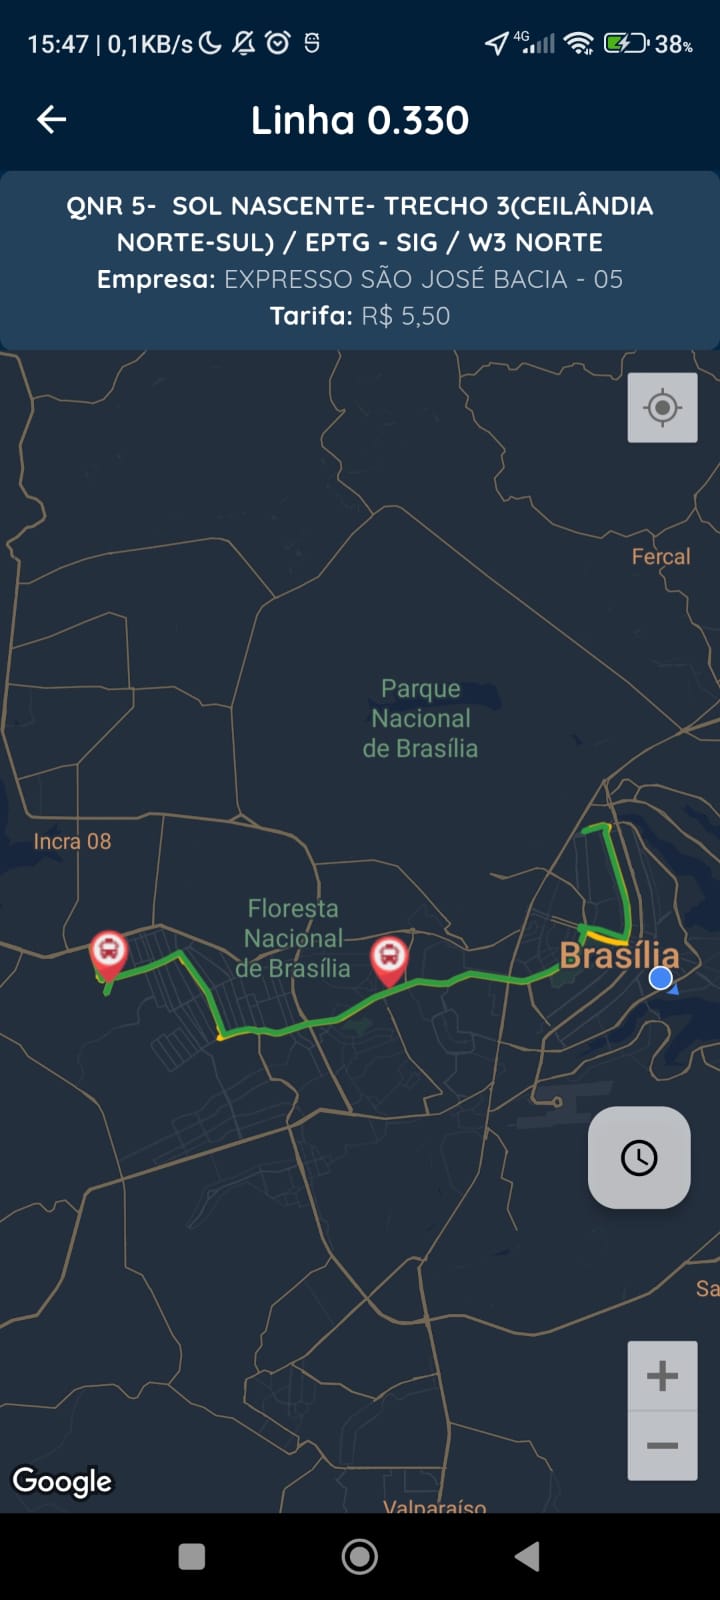 15:47 | 0,1KB/s 4G 38%
Linha 0.330
QNR 5-  SOL NASCENTE- TRECHO 3(CEILÂNDIA
NORTE-SUL) / EPTG - SIG / W3 NORTE
Empresa: EXPRESSO SÃO JOSÉ BACIA - 05
Tarifa: R$ 5,50
Fercal
Parque
Nacional
de Brasília
Incra 08
Floresta
Nacional
de Brasília
Brasília
Sa
Google
Valparaíso